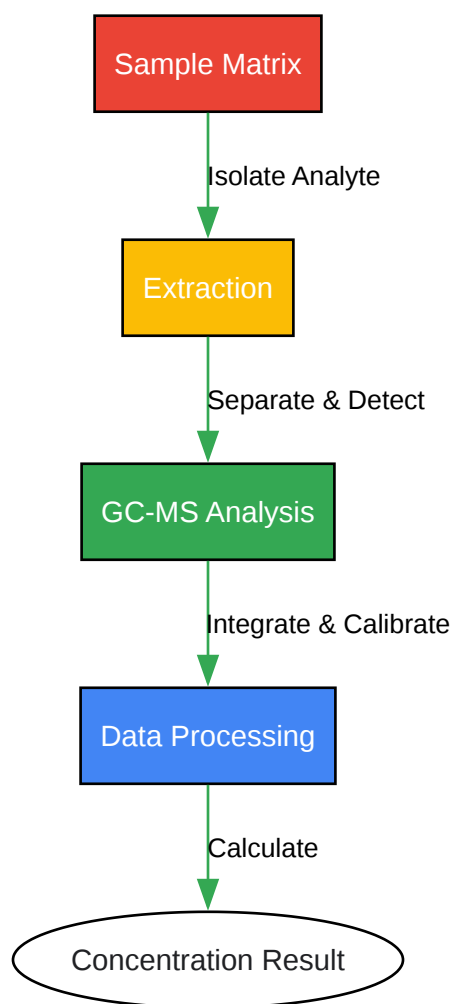 Sample Matrix
Isolate Analyte
Extraction
Separate & Detect
GC-MS Analysis
Integrate & Calibrate
Data Processing
Calculate
Concentration Result